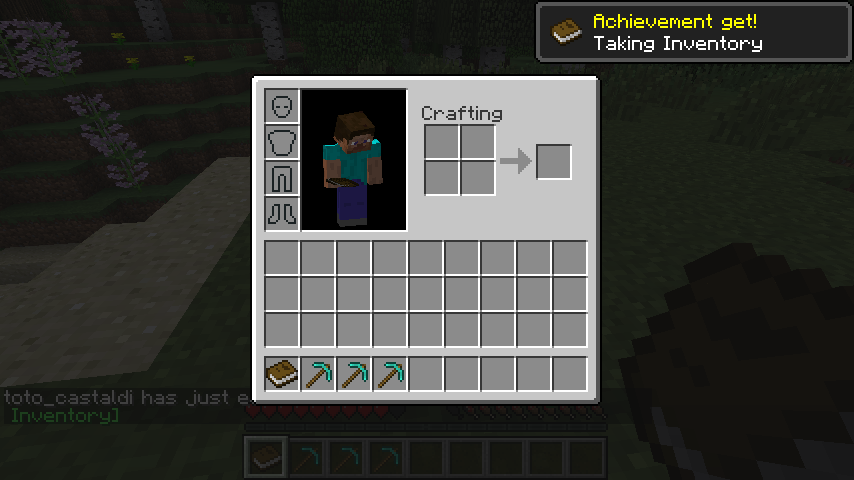 Achievement get!
Taking Inventory
Crafting
toto_castaldi has just e
Inventory]